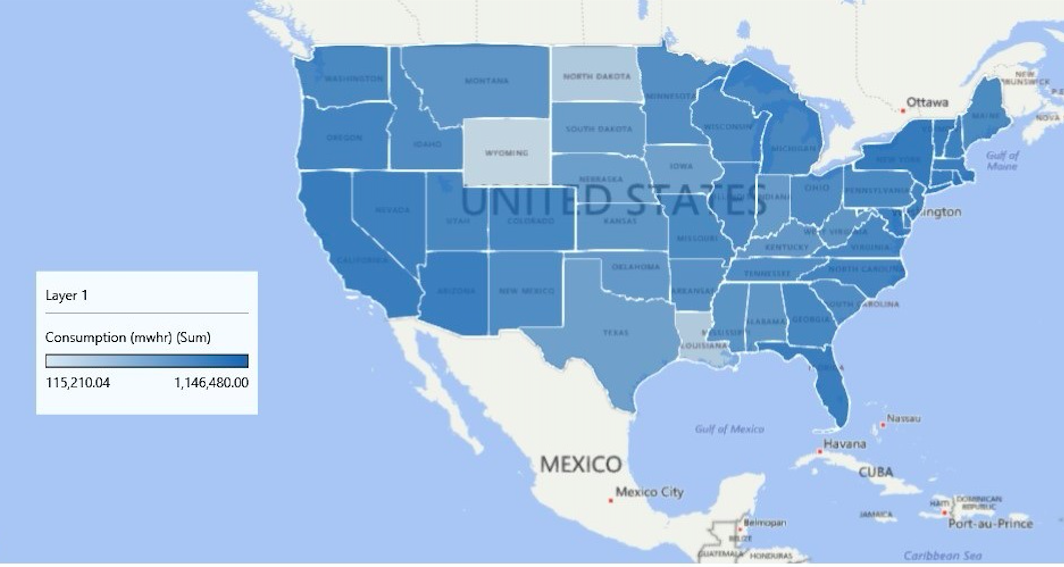 Ottawa
NEW
BRUNSWICK
NOVA
WASHINGTON
MONTANA
NORTH DAKOTA
MINNESOTA
MAINE
OREGON
IDAHO
WYOMING
SOUTH DAKOTA
WISCONSIN
MICHIGAN
NEW YORK
Gulf of
Maine
IOWA
NEBRASKA
UNITED STATES
OHIO
PENNSYLVANIA
INDIANA
NEVADA
UTAH
COLORADO
KANSAS
MISSOURI
WEST VIRGINIA
Washington
KENTUCKY
VIRGINIA
CALIFORNIA
ARIZONA
NEW MEXICO
OKLAHOMA
ARKANSAS
TENNESSEE
NORTH CAROLINA
SOUTH CAROLINA
TEXAS
MISSISSIPPI
ALABAMA
GEORGIA
LOUISIANA
Layer 1
Consumption (mwhr) (Sum)
115,210.04 1,146,480.00
Gulf of Mexico
Nassau
Havana
MEXICO
CUBA
Mexico City
JAMAICA
HAITI
DOMINICAN
REPUBLIC
Port-au-Prince
Belmopan
BELIZE
GUATEMALA
HONDURAS
Caribbean Sea